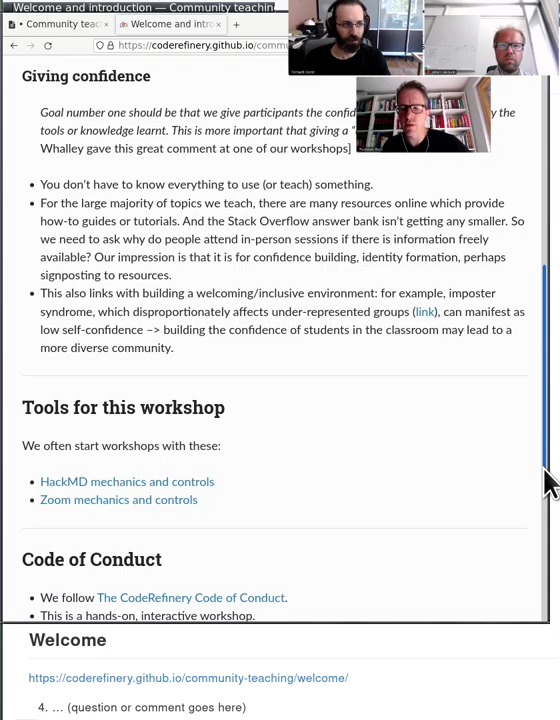 Welcome and introduction — Community teachin
• Community teac
Welcome and intro
https://coderefinery.github.io/commu
Giving confidence
Goal number one should be that we give participants the confid y the
tools or knowledge learnt. This is more important that giving a "
Whalley gave this great comment at one of our workshops]
• You don't have to know everything to use (or teach) something.
• For the large majority of topics we teach, there are many resources online which provide
how-to guides or tutorials. And the Stack Overflow answer bank isn't getting any smaller. So
we need to ask why do people attend in-person sessions if there is information freely
available? Our impression is that it is for confidence building, identity formation, perhaps
signposting to resources.
• This also links with building a welcoming/inclusive environment: for example, imposter
syndrome, which disproportionately affects under-represented groups (link), can manifest as
low self-confidence –> building the confidence of students in the classroom may lead to a
more diverse community.
Tools for this workshop
We often start workshops with these:
• HackMD mechanics and controls
• Zoom mechanics and controls
Code of Conduct
• We follow The CodeRefinery Code of Conduct.
• This is a hands-on, interactive workshop.
Welcome
https://coderefinery.github.io/community-teaching/welcome/
4. … (question or comment goes here)